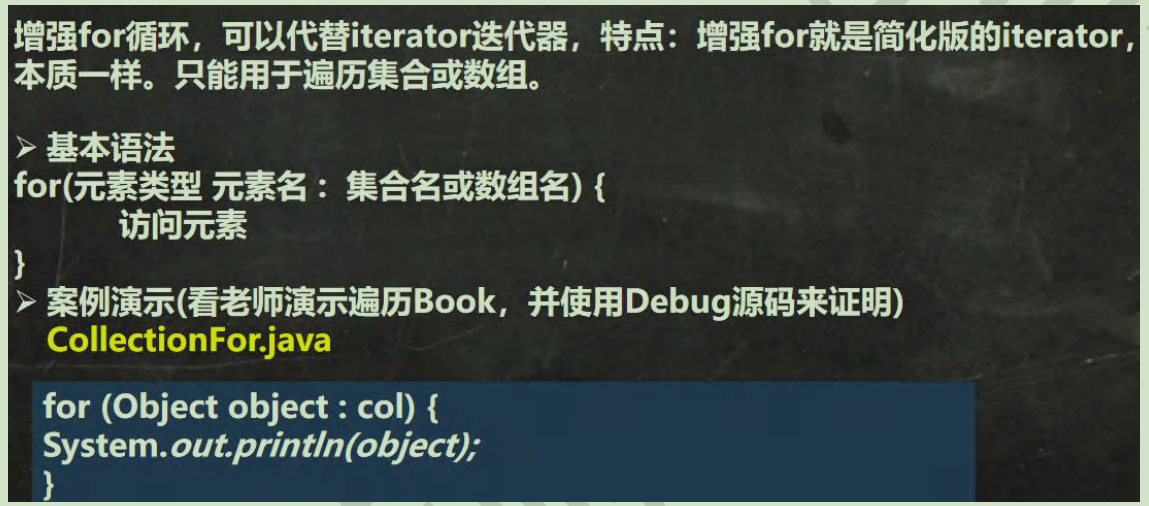 增强for循环，可以代替iterator迭代器，特点：增强for就是简化版的iterator，
本质一样。只能用于遍历集合或数组。
➢ 基本语法
for(元素类型 元素名 : 集合名或数组名) {
访问元素
}
➢ 案例演示(看老师演示遍历Book，并使用Debug源码来证明)
CollectionFor.java
for (Object object : col) {
System.out.println(object);
}